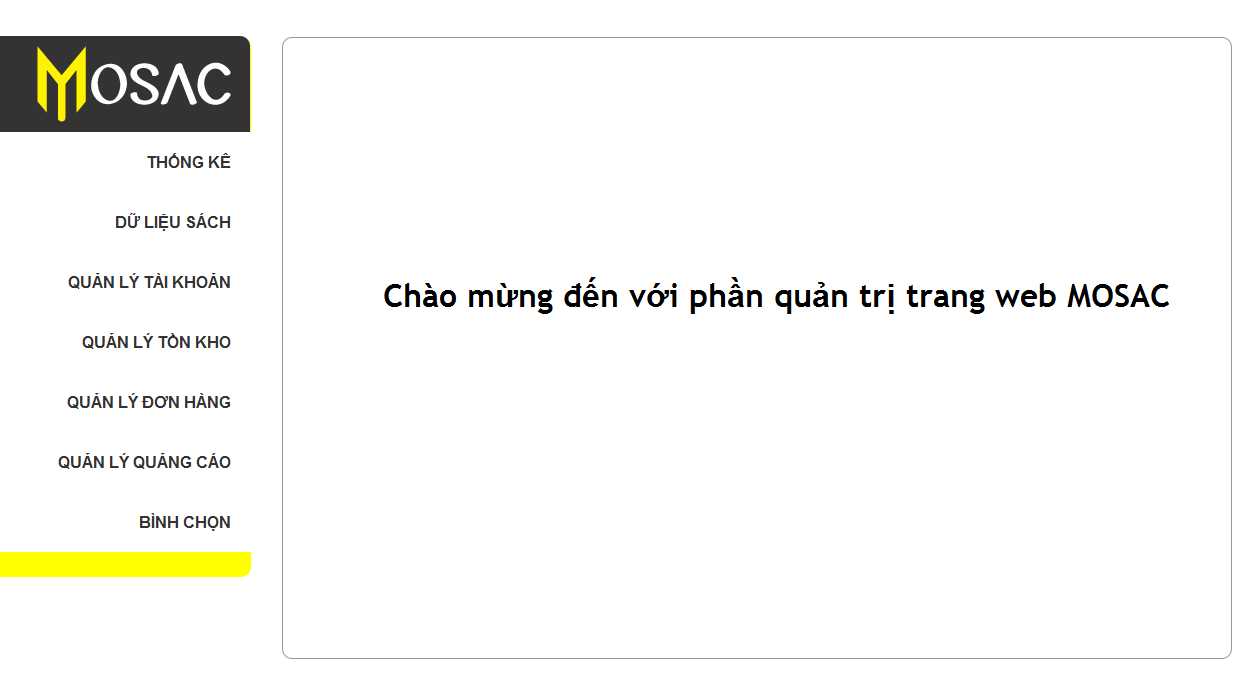 MOSAC
THỐNG KÊ
DỮ LIỆU SÁCH
QUẢN LÝ TÀI KHOẢN
QUẢN LÝ TỒN KHO
QUẢN LÝ ĐƠN HÀNG
QUẢN LÝ QUẢNG CÁO
BÌNH CHỌN
Chào mừng đến với phần quản trị trang web MOSAC